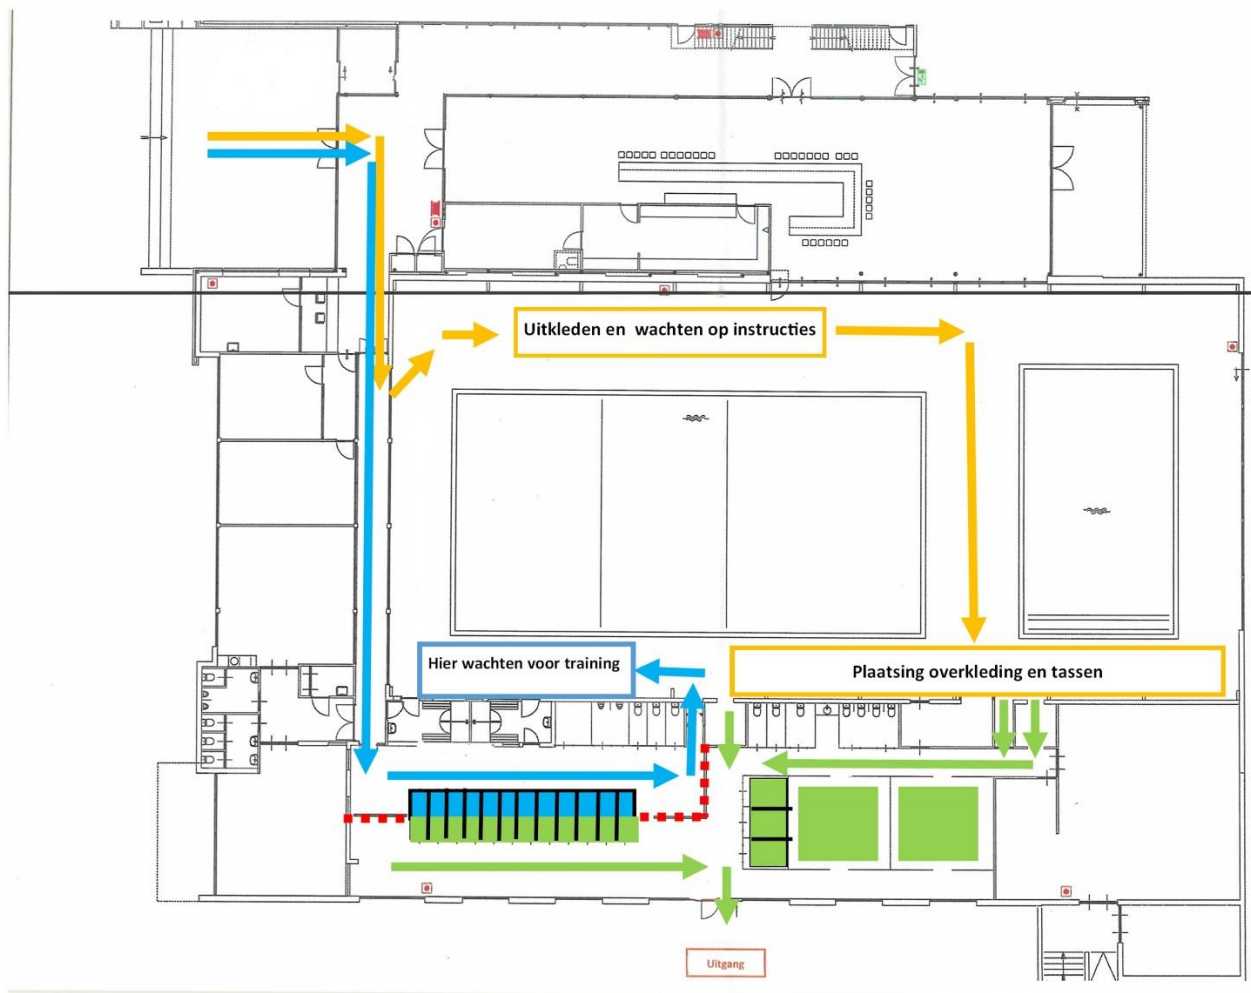 Uitkleden en wachten op instructies
Hier wachten voor training
Plaatsing overkleding en tassen
Uitgang